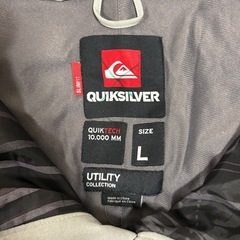 SLIM FIT
QUIKSILVER
QUIKTECH
10.000 MM
SIZE
L
UTILITY
COLLECTION